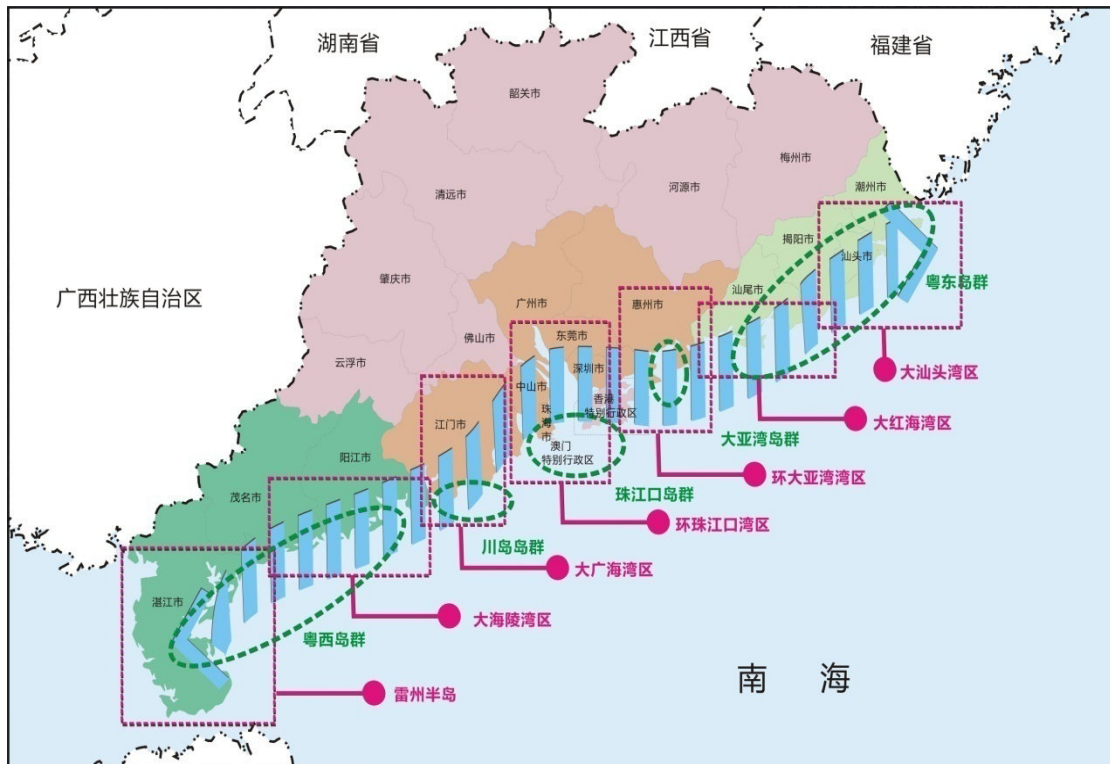 湖南省
江西省
福建省
韶关市
梅州市
河源市
清远市
潮州市
揭阳市
汕头市
肇庆市
广西壮族自治区
广州市
惠州市
汕尾市
粤东岛群
东莞市
佛山市
云浮市
深圳市
大汕头湾区
中山市
香港
特别行政区
珠海市
江门市
大红海湾区
大亚湾岛群
澳门
特别行政区
阳江市
环大亚湾湾区
茂名市
珠江口岛群
环珠江口湾区
川岛岛群
大广海湾区
湛江市
大海陵湾区
粤西岛群
南海
雷州半岛